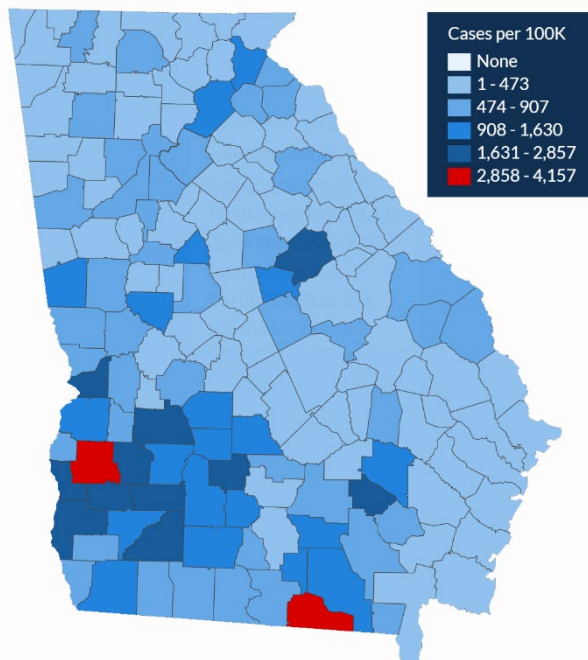 Cases per 100K
None
1 - 473
474 - 907
908 - 1,630
1,631 - 2,857
2,858 - 4,157